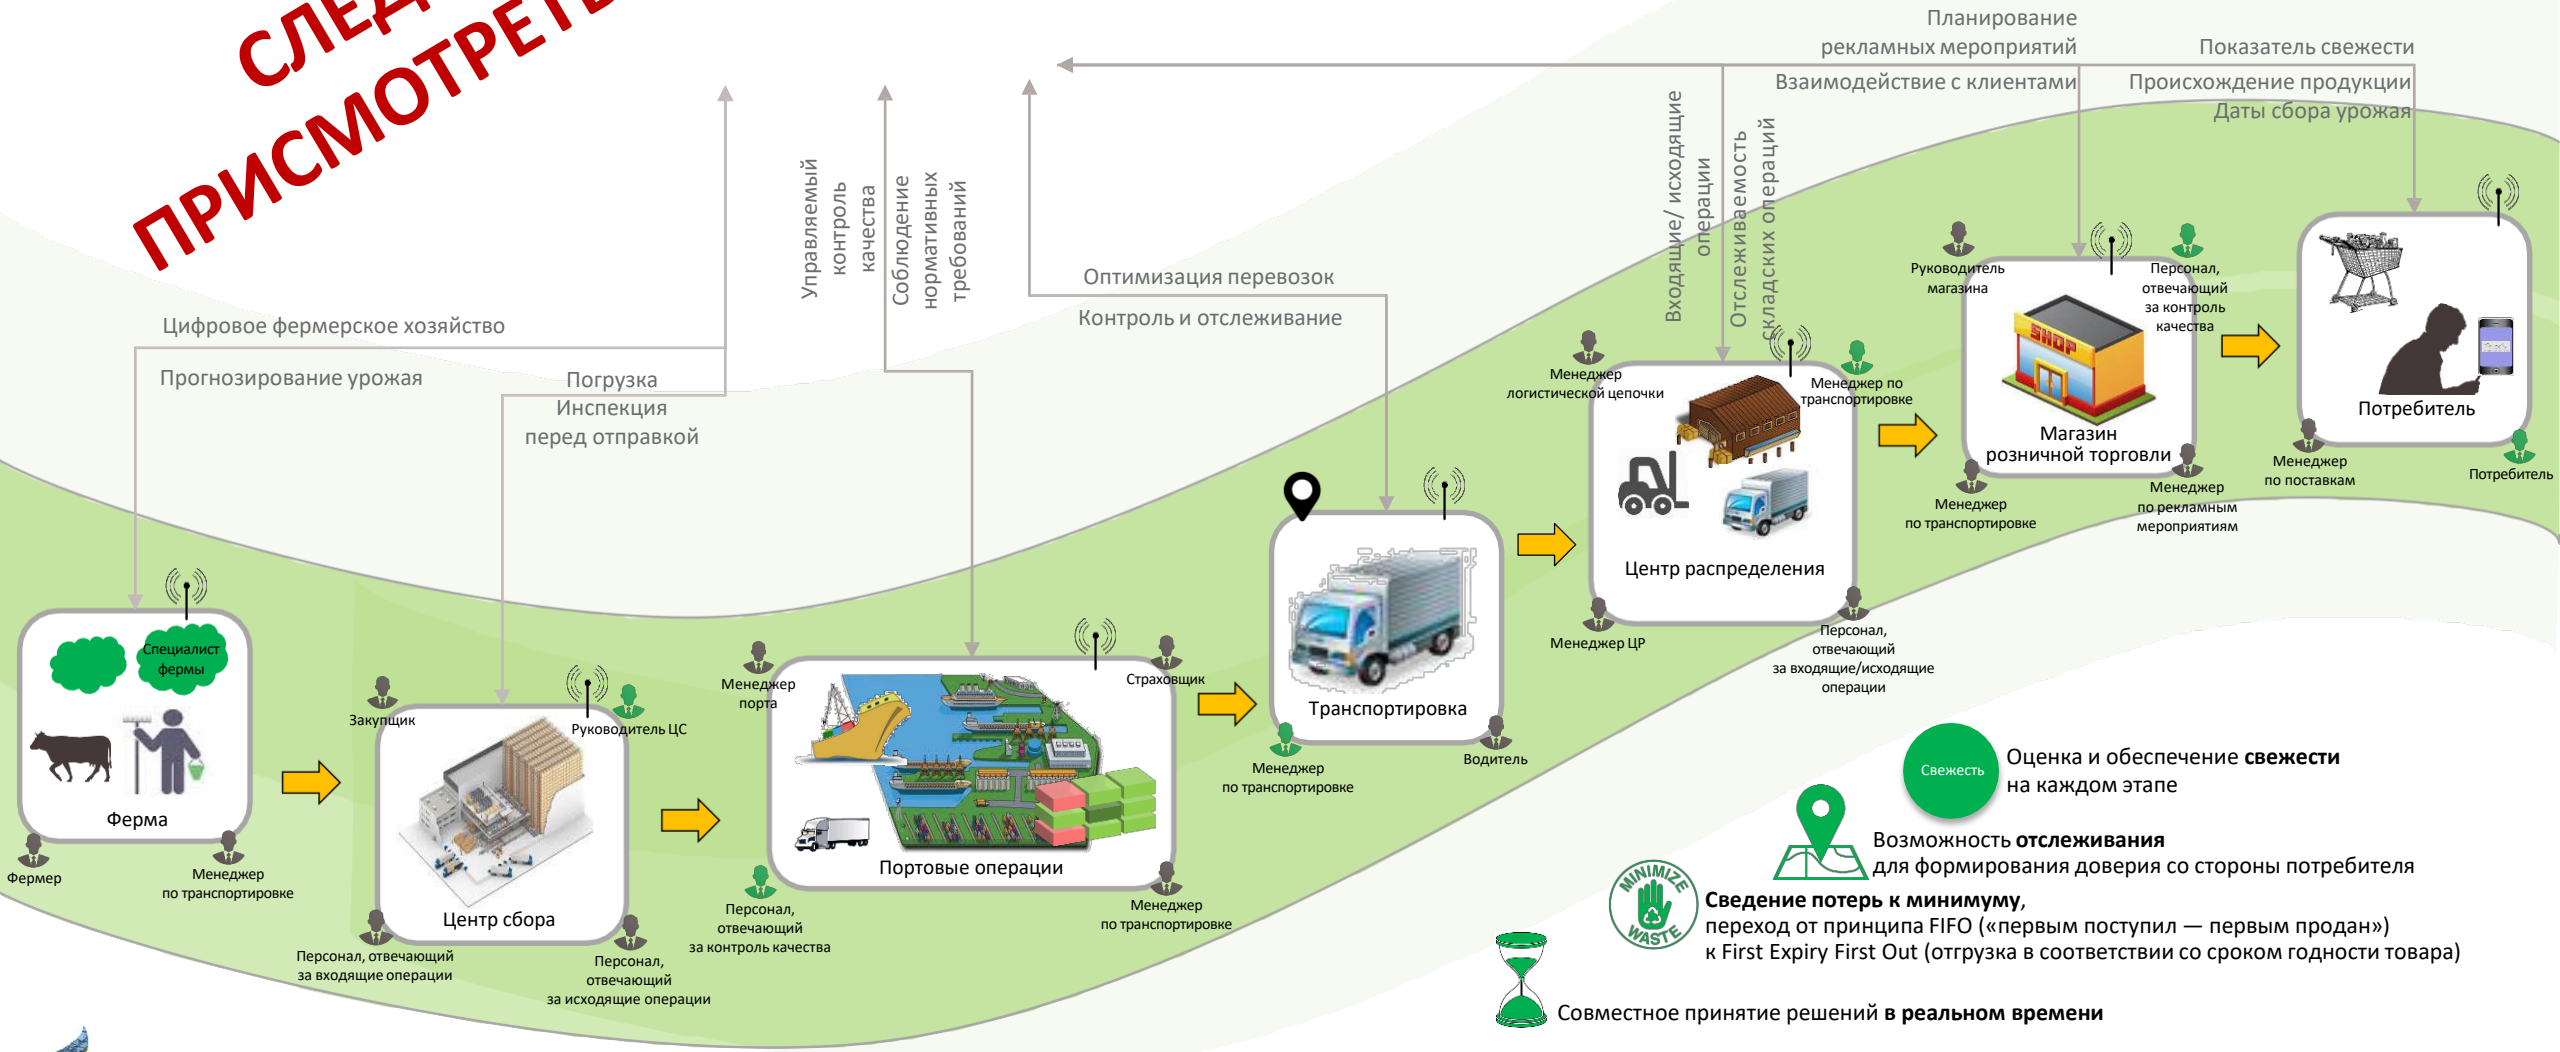 ПРИСМОТРЕТЬ
Планирование
рекламных мероприятий
Взаимодействие с клиентами
Показатель свежести
Происхождение продукции
Даты сбора урожая
Управляемый
контроль
качества
Соблюдение
нормативных
требований
Входящие/ исходящие
операции
Отслеживаемость
складских операций
Оптимизация перевозок
Контроль и отслеживание
Цифровое фермерское хозяйство
Прогнозирование урожая
Погрузка
Инспекция
перед отправкой
Специалист
фермы
Ферма
Фермер
Менеджер
по транспортировке
Закупщик
Руководитель ЦС
Центр сбора
Персонал, отвечающий
за входящие операции
Персонал,
отвечающий
за исходящие операции
Менеджер
порта
Страховщик
Портовые операции
Персонал,
отвечающий
за контроль качества
Менеджер
по транспортировке
Транспортировка
Менеджер
по транспортировке
Водитель
Менеджер
логистической цепочки
Менеджер по
транспортировке
Центр распределения
Менеджер ЦР
Персонал,
отвечающий
за входящие/исходящие
операции
Руководитель
магазина
Персонал,
отвечающий
за контроль
качества
SHOP
Магазин
розничной торговли
Менеджер
по транспортировке
Менеджер
по рекламным
мероприятиям
Потребитель
Менеджер
по поставкам
Потребитель
Свежесть
Оценка и обеспечение свежести
на каждом этапе
Возможность отслеживания
для формирования доверия со стороны потребителя
MINIMIZE
WASTE
Сведение потерь к минимуму,
переход от принципа FIFO («первым поступил — первым продан»)
к First Expiry First Out (отгрузка в соответствии со сроком годности товара)
Совместное принятие решений в реальном времени